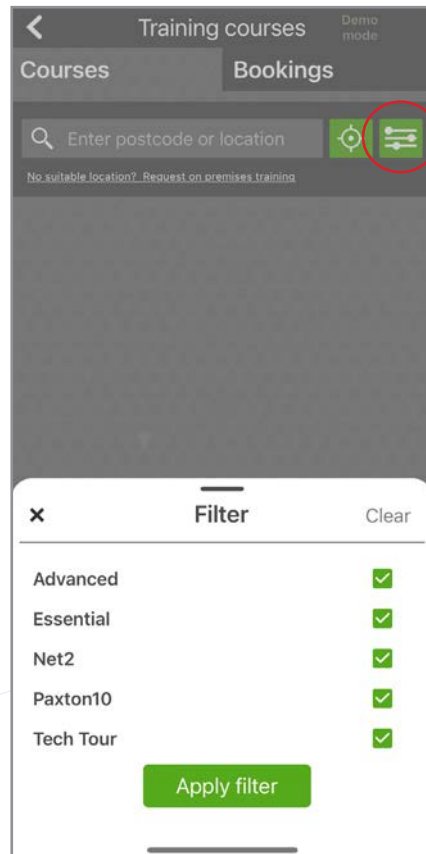 Training courses
Demo
mode
Courses Bookings
Enter postcode or location
No suitable location? Request on premises training
Filter Clear
Advanced
Essential
Net2
Paxton10
Tech Tour
Apply filter